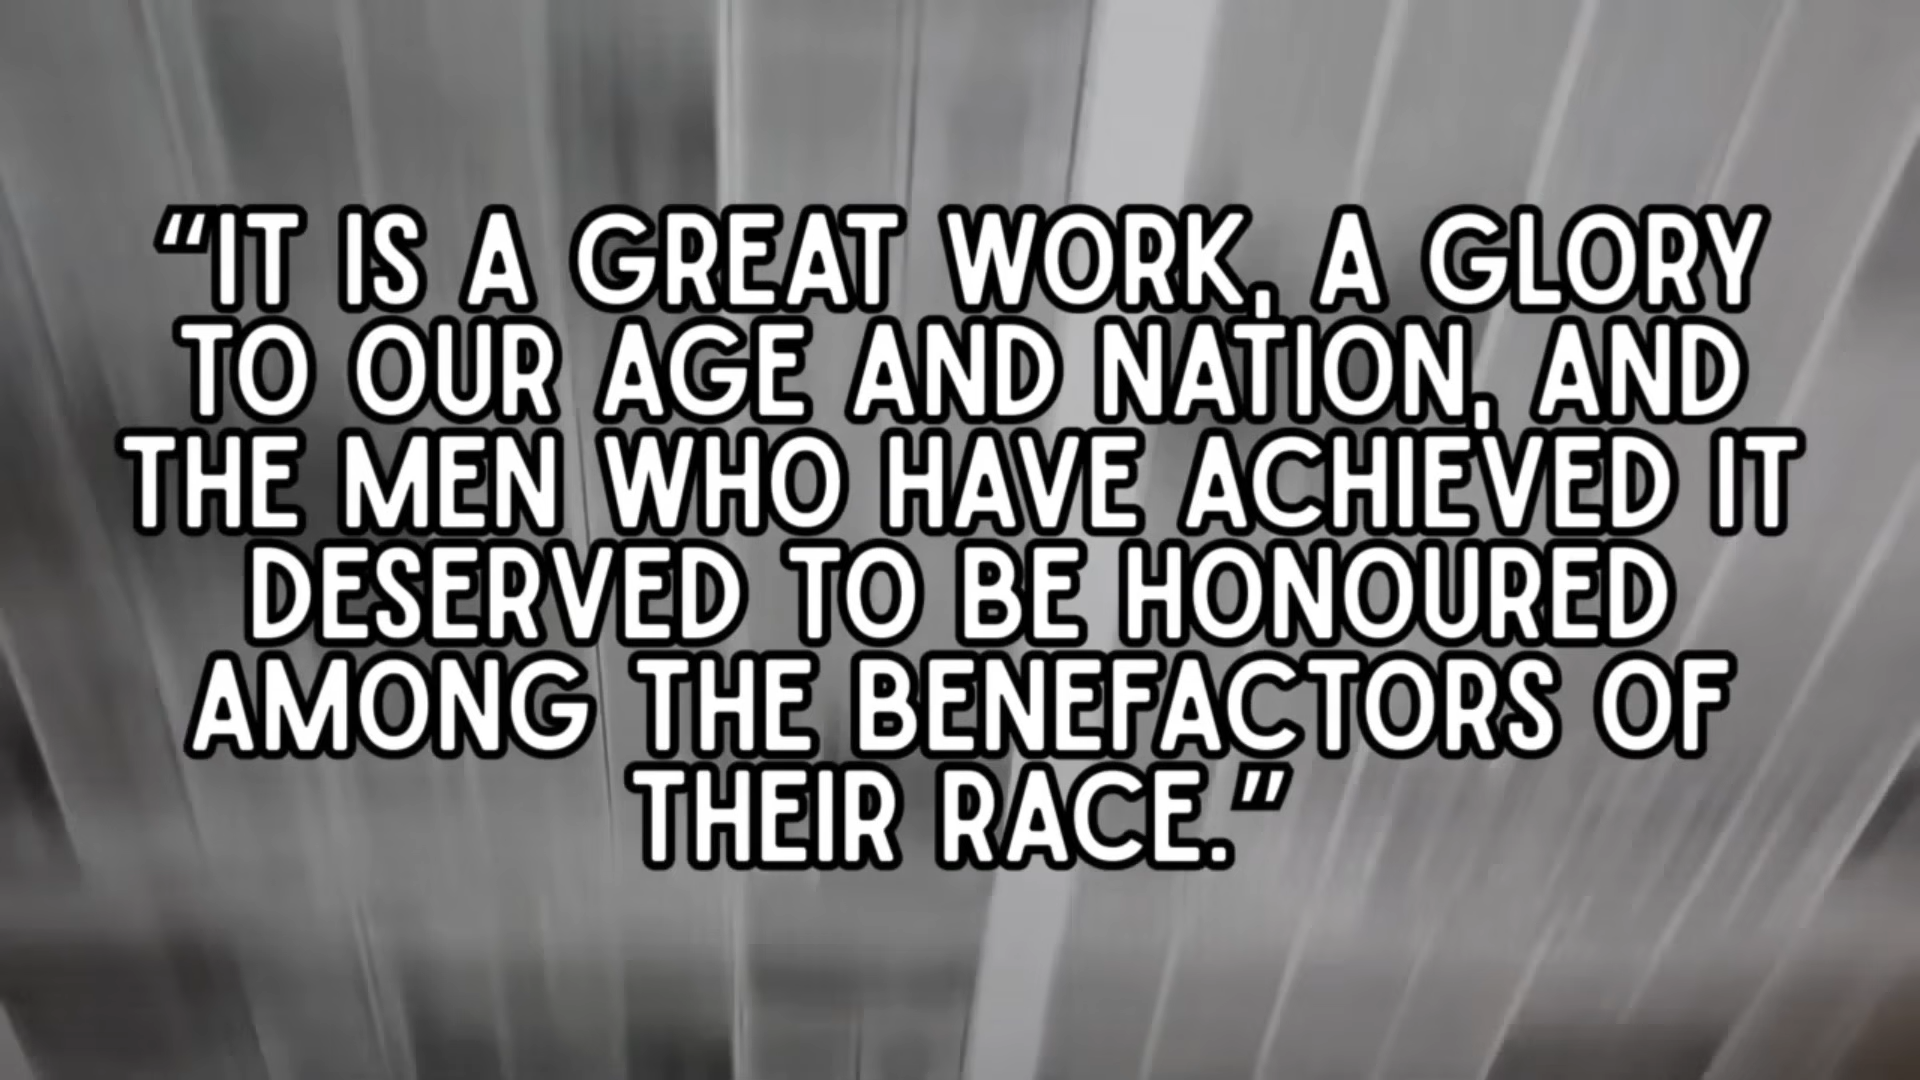 “IT IS A GREAT WORK, A GLORY
TO OUR AGE AND NATION, AND
THE MEN WHO HAVE ACHIEVED IT
DESERVED TO BE HONOURED
AMONG THE BENEFACTORS OF
THEIR RACE.”